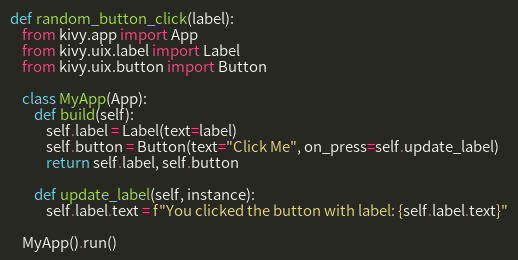 def random_button_click(label):
    from kivy.app import App
    from kivy.uix.label import Label
    from kivy.uix.button import Button

    class MyApp(App):
        def build(self):
            self.label = Label(text=label)
            self.button = Button(text="Click Me", on_press=self.update_label)
            return self.label, self.button

        def update_label(self, instance):
            self.label.text = f"You clicked the button with label: {self.label.text}"

    MyApp().run()